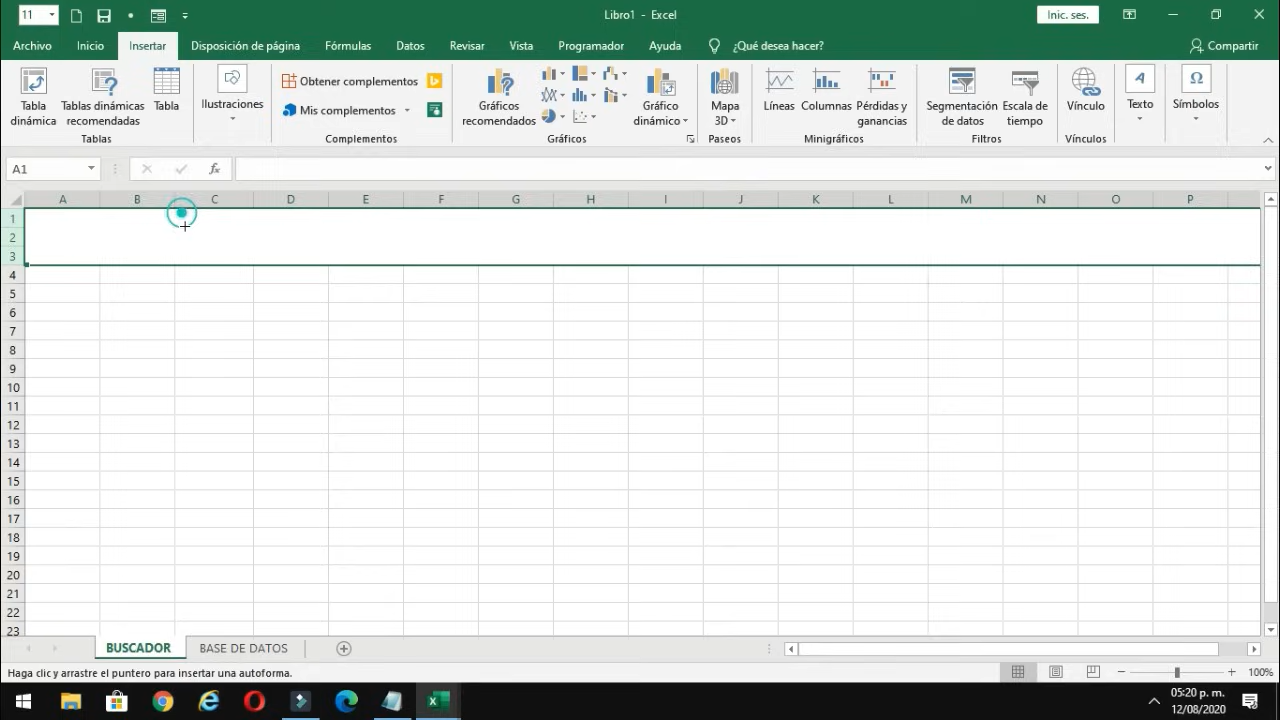 11
Libro1 - Excel
Inic. ses.
Archivo Inicio Insertar Disposición de página Fórmulas Datos Revisar Vista Programador Ayuda ¿Qué desea hacer? Compartir
Tabla dinámica
Tablas dinámicas recomendadas
Tabla
Ilustraciones
Obtener complementos
Mis complementos
Gráficos recomendados
Gráfico dinámico
Mapa 3D
Líneas
Columnas
Pérdidas y ganancias
Segmentación de datos
Escala de tiempo
Vínculo
Texto
Símbolos
Tablas Complementos Gráficos Paseos Minigráficos Filtros Vínculos
A1 fx
A B C D E F G H I J K L M N O P
1
2
3
4
5
6
7
8
9
10
11
12
13
14
15
16
17
18
19
20
21
22
23
BUSCADOR BASE DE DATOS
Haga clic y arrastre el puntero para insertar una autoforma.
100%
05:20 p. m.
12/08/2020